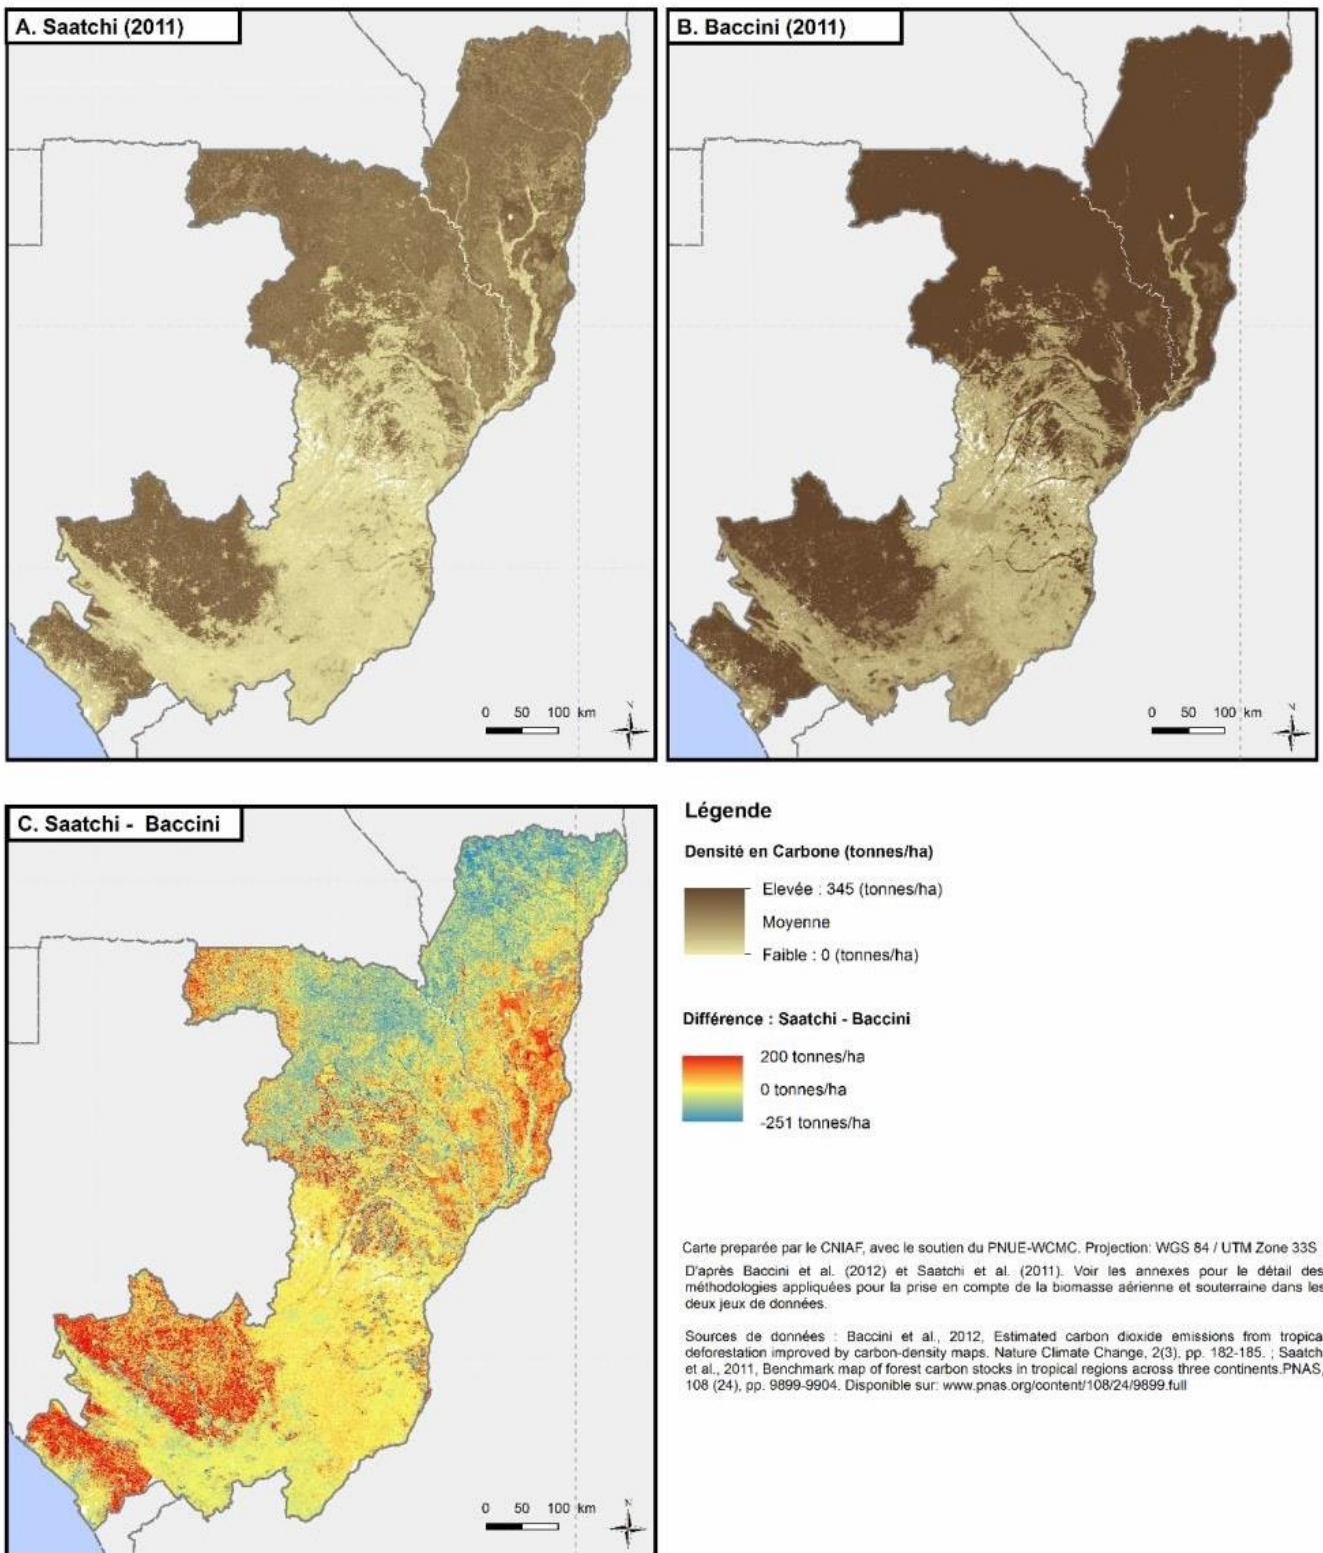 A. Saatchi (2011)
B. Baccini (2011)
0 50 100 km
N
0 50 100 km
N
C. Saatchi - Baccini
0 50 100 km
N
Légende
Densité en Carbone (tonnes/ha)
Elevée : 345 (tonnes/ha)
Moyenne
Faible : 0 (tonnes/ha)
Différence : Saatchi - Baccini
200 tonnes/ha
0 tonnes/ha
-251 tonnes/ha
Carte preparée par le CNIAF, avec le soutien du PNUE-WCMC. Projection: WGS 84 / UTM Zone 33S
D'après Baccini et al. (2012) et Saatchi et al. (2011). Voir les annexes pour le détail des
méthodologies appliquées pour la prise en compte de la biomasse aérienne et souterraine dans les
deux jeux de données.
Sources de données : Baccini et al., 2012, Estimated carbon dioxide emissions from tropica
deforestation improved by carbon-density maps. Nature Climate Change, 2(3), pp. 182-185. ; Saatch
et al., 2011, Benchmark map of forest carbon stocks in tropical regions across three continents.PNAS,
108 (24), pp. 9899-9904. Disponible sur: www.pnas.org/content/108/24/9899.full